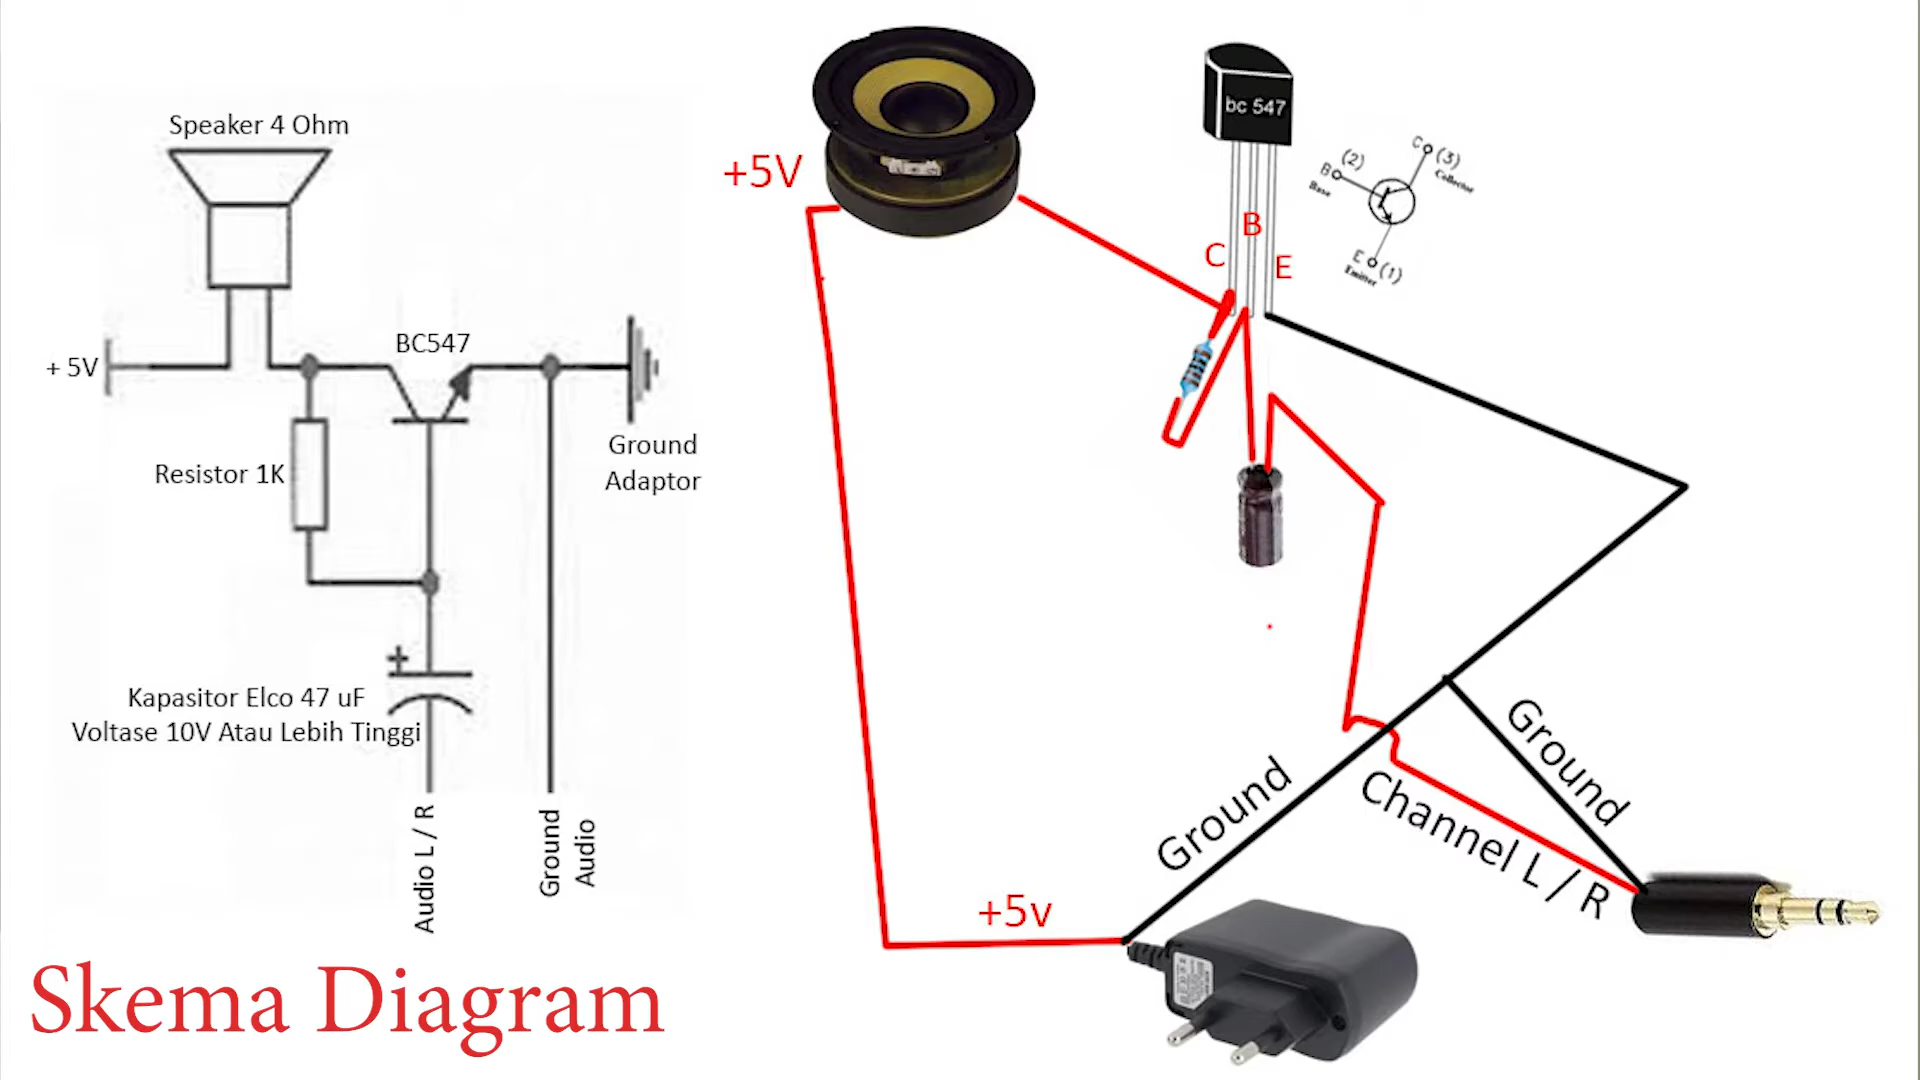 Speaker 4 Ohm
+ 5V
BC547
Resistor 1K
Ground
Adaptor
+
Kapasitor Elco 47 uF
Voltase 10V Atau Lebih Tinggi
Audio L / R
Ground
Audio
Skema Diagram
+5V
bc 547
C
B
E
(2)
B
Base
C
(3)
Collector
E
(1)
Emitter
Ground
Ground
Channel L / R
+5v